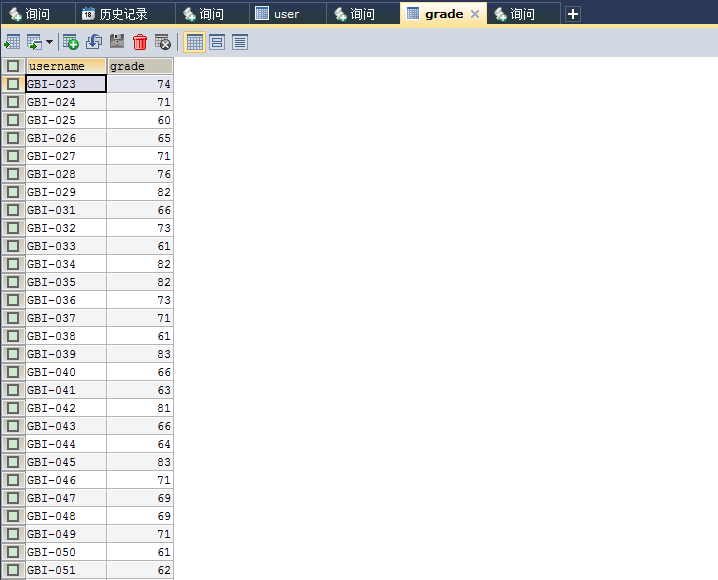 询问 历史记录 询问 user 询问 grade 询问
username grade
GBI-023 74
GBI-024 71
GBI-025 60
GBI-026 65
GBI-027 71
GBI-028 76
GBI-029 82
GBI-031 66
GBI-032 73
GBI-033 61
GBI-034 82
GBI-035 82
GBI-036 73
GBI-037 71
GBI-038 61
GBI-039 83
GBI-040 66
GBI-041 63
GBI-042 81
GBI-043 66
GBI-044 64
GBI-045 83
GBI-046 71
GBI-047 69
GBI-048 69
GBI-049 71
GBI-050 61
GBI-051 62